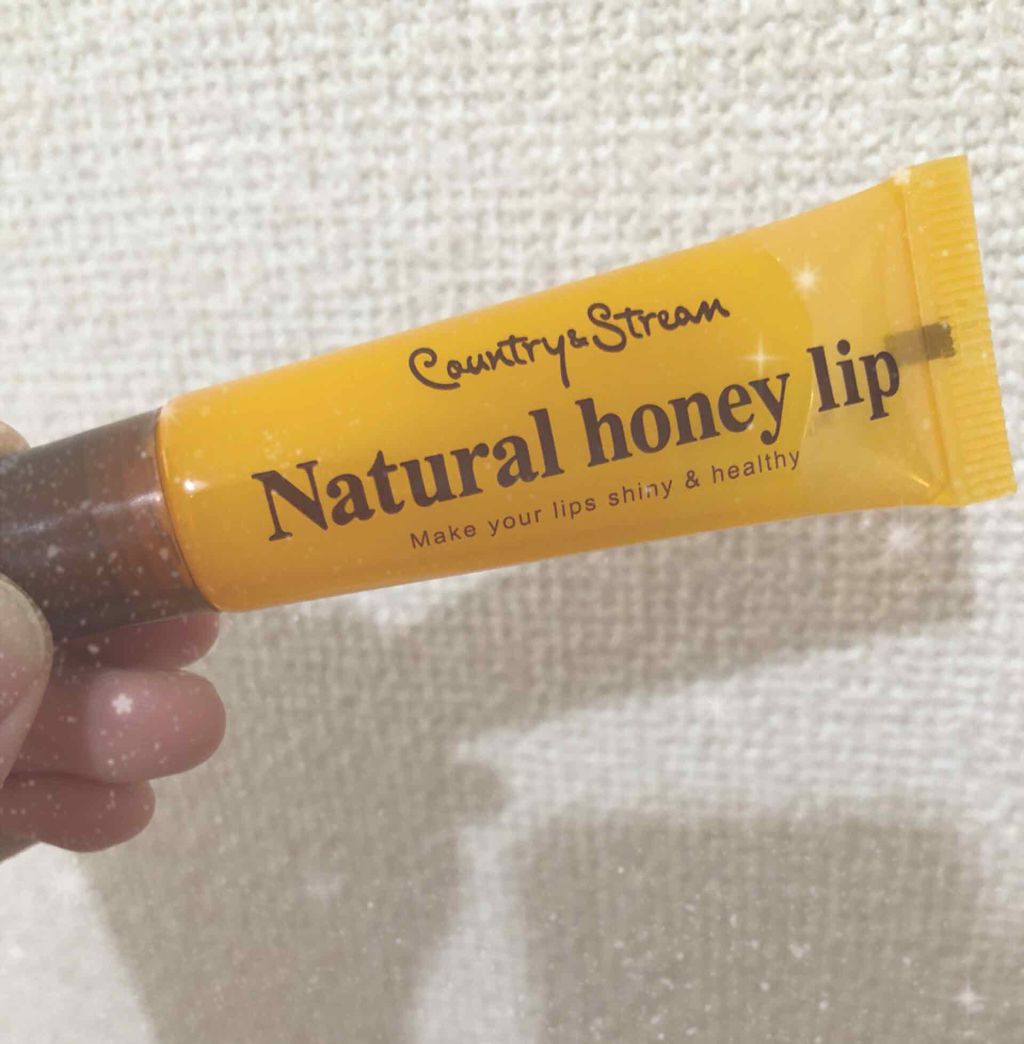 Country & Stream
Natural honey lip
Make your lips shiny & healthy